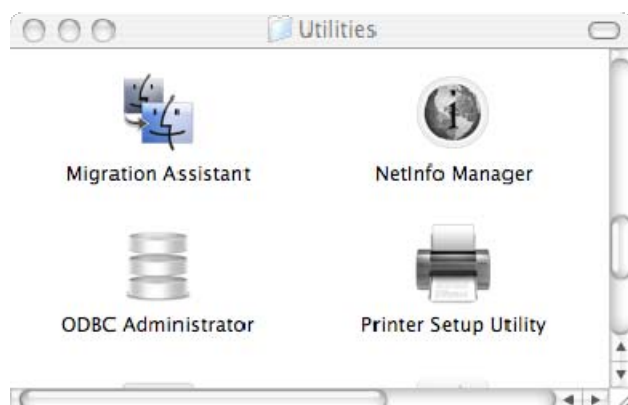 Utilities
Migration Assistant
NetInfo Manager
ODBC Administrator
Printer Setup Utility